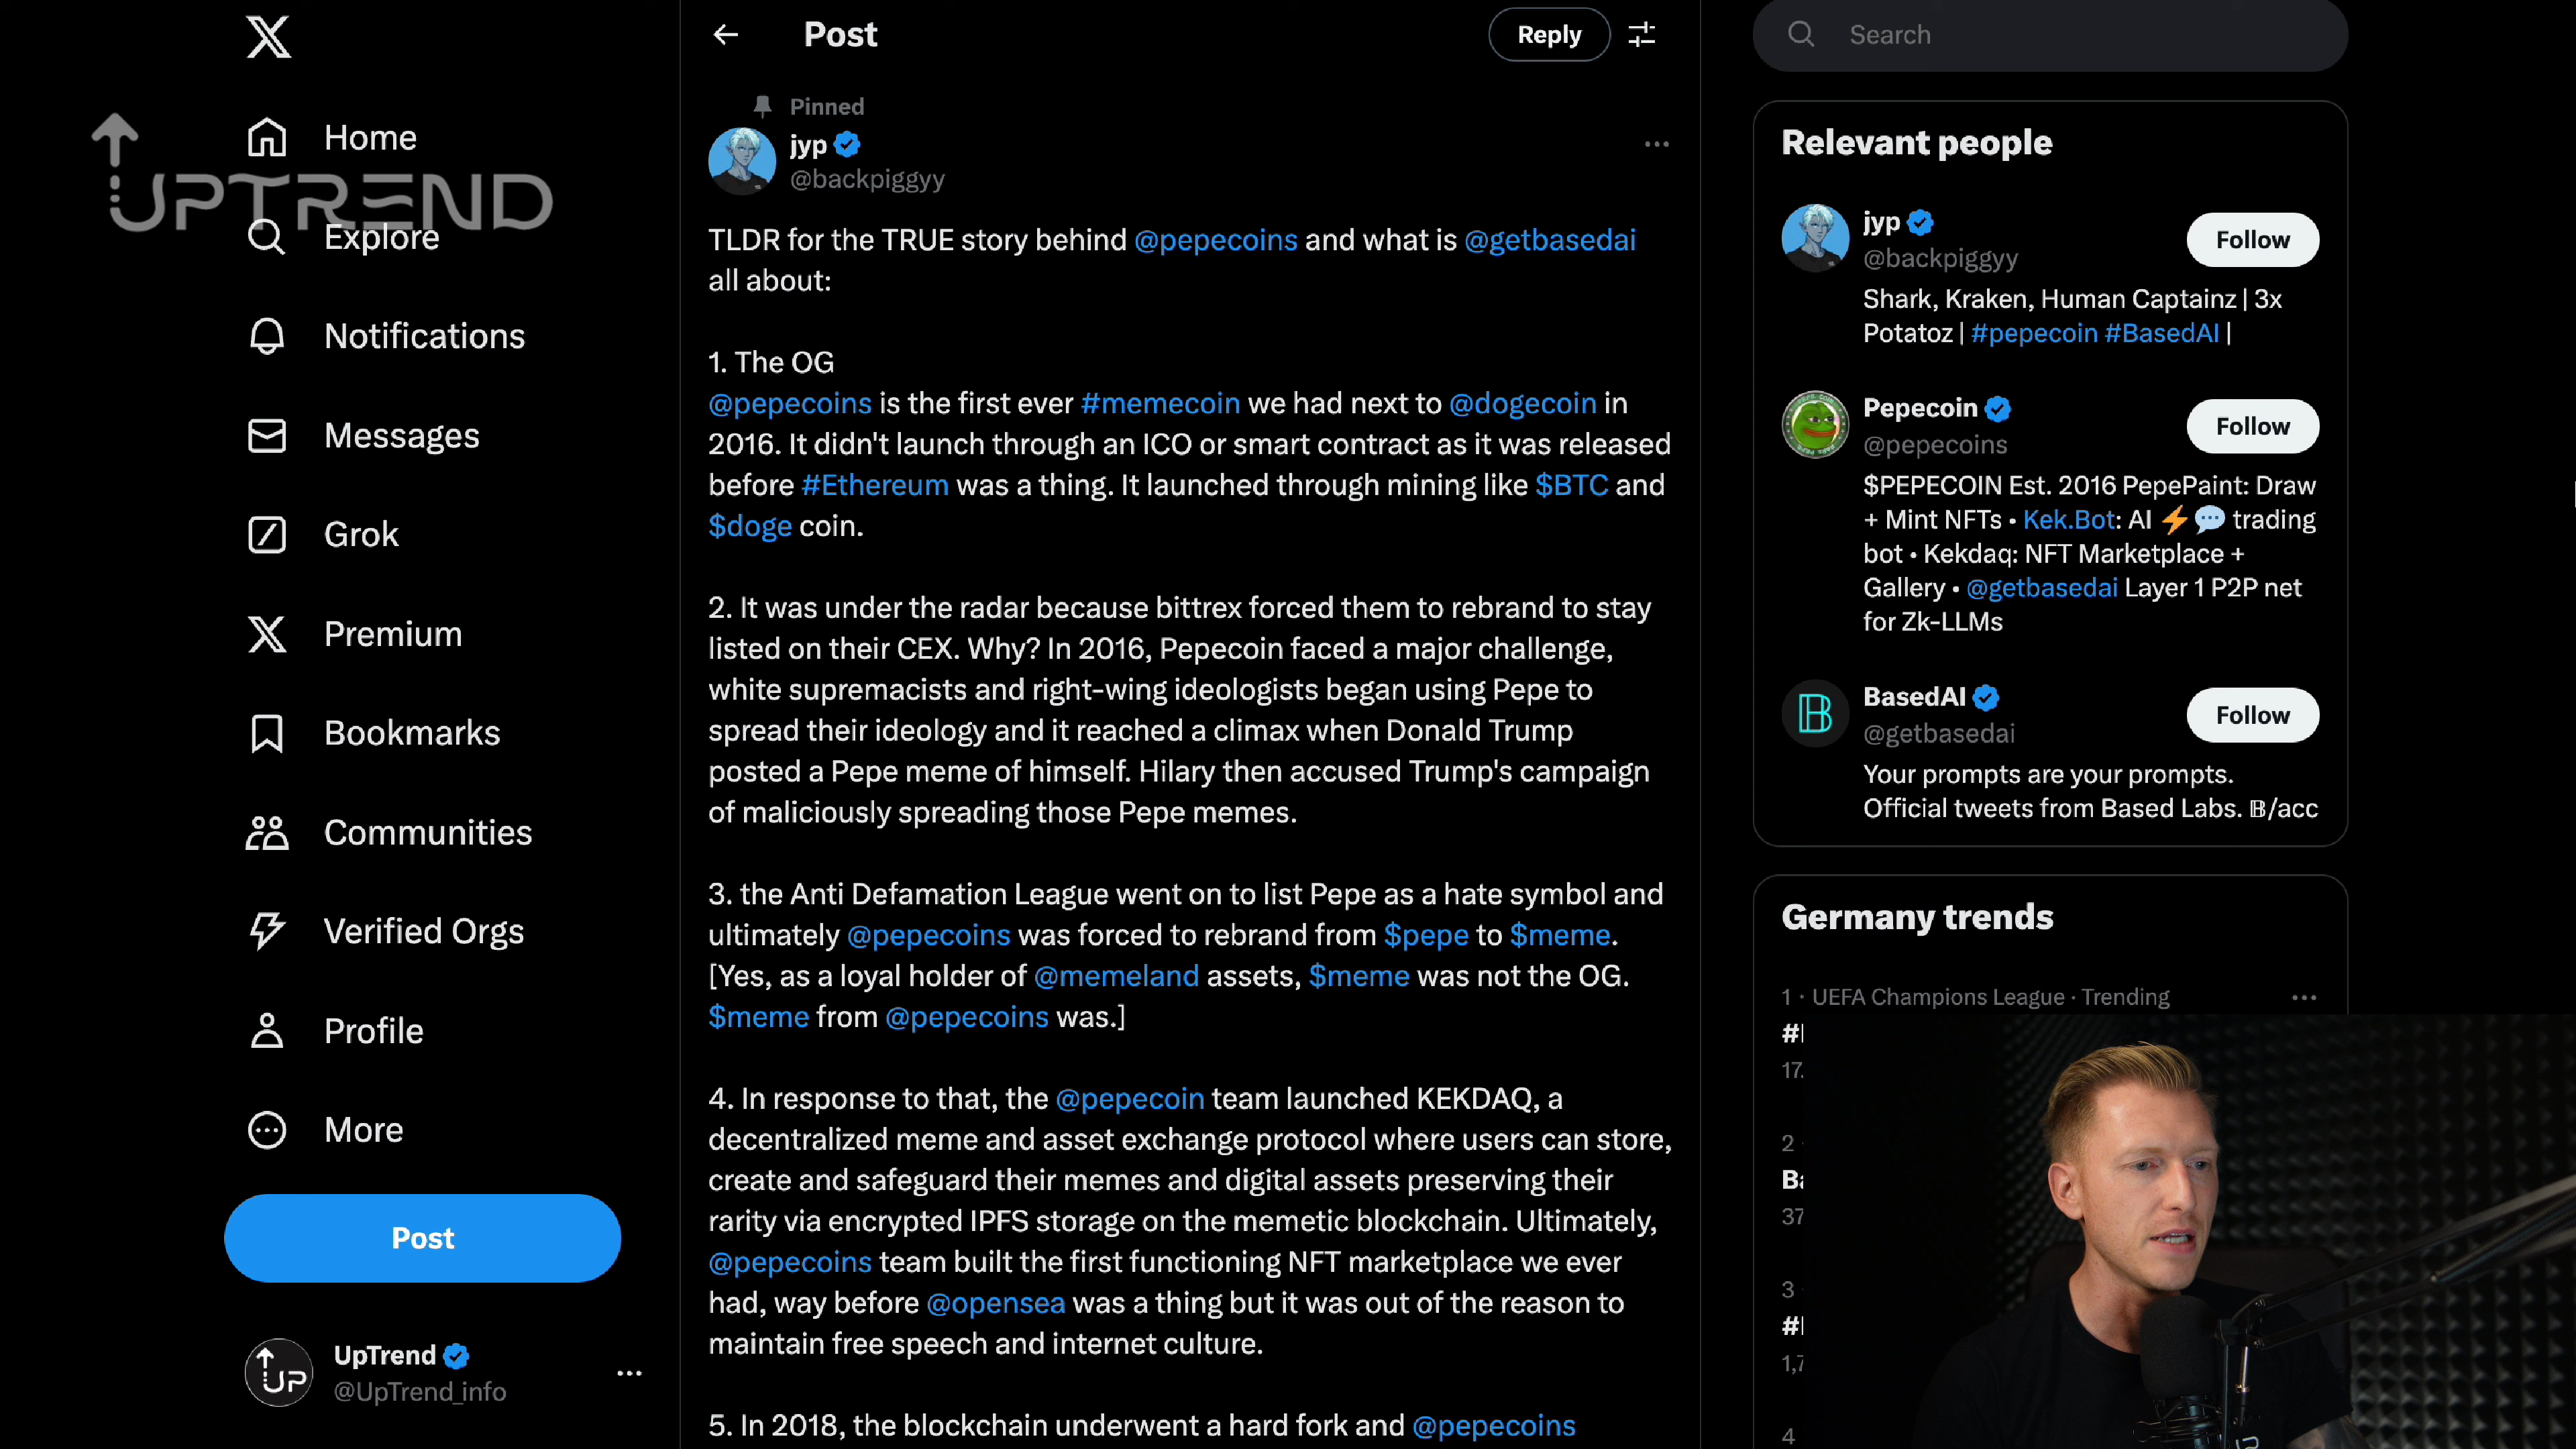 Home
UPTREND
Explore
Notifications
Messages
Grok
Premium
Bookmarks
Communities
Verified Orgs
Profile
More
Post
UpTrend
@UpTrend_info
UP
Post
Reply
Pinned
jyp
@backpiggyy
TLDR for the TRUE story behind @pepecoins and what is @getbasedai
all about:
1. The OG
@pepecoins is the first ever #memecoin we had next to @dogecoin in
2016. It didn't launch through an ICO or smart contract as it was released
before #Ethereum was a thing. It launched through mining like $BTC and
$doge coin.
2. It was under the radar because bittrex forced them to rebrand to stay
listed on their CEX. Why? In 2016, Pepecoin faced a major challenge,
white supremacists and right-wing ideologists began using Pepe to
spread their ideology and it reached a climax when Donald Trump
posted a Pepe meme of himself. Hilary then accused Trump's campaign
of maliciously spreading those Pepe memes.
3. the Anti Defamation League went on to list Pepe as a hate symbol and
ultimately @pepecoins was forced to rebrand from $pepe to $meme.
[Yes, as a loyal holder of @memeland assets, $meme was not the OG.
$meme from @pepecoins was.]
4. In response to that, the @pepecoin team launched KEKDAQ, a
decentralized meme and asset exchange protocol where users can store,
create and safeguard their memes and digital assets preserving their
rarity via encrypted IPFS storage on the memetic blockchain. Ultimately,
@pepecoins team built the first functioning NFT marketplace we ever
had, way before @opensea was a thing but it was out of the reason to
maintain free speech and internet culture.
5. In 2018, the blockchain underwent a hard fork and @pepecoins
Search
Relevant people
jyp
@backpiggyy
Follow
Shark, Kraken, Human Captainz | 3x
Potatoz | #pepecoin #BasedAI |
Pepecoin
@pepecoins
Follow
$PEPECOIN Est. 2016 PepePaint: Draw
+ Mint NFTs • Kek.Bot: AI ⚡💬 trading
bot • Kekdaq: NFT Marketplace +
Gallery • @getbasedai Layer 1 P2P net
for Zk-LLMs
BasedAI
@getbasedai
Follow
Your prompts are your prompts.
Official tweets from Based Labs. 𝔹/acc
Germany trends
1 · UEFA Champions League · Trending
17.
2
37
3
4